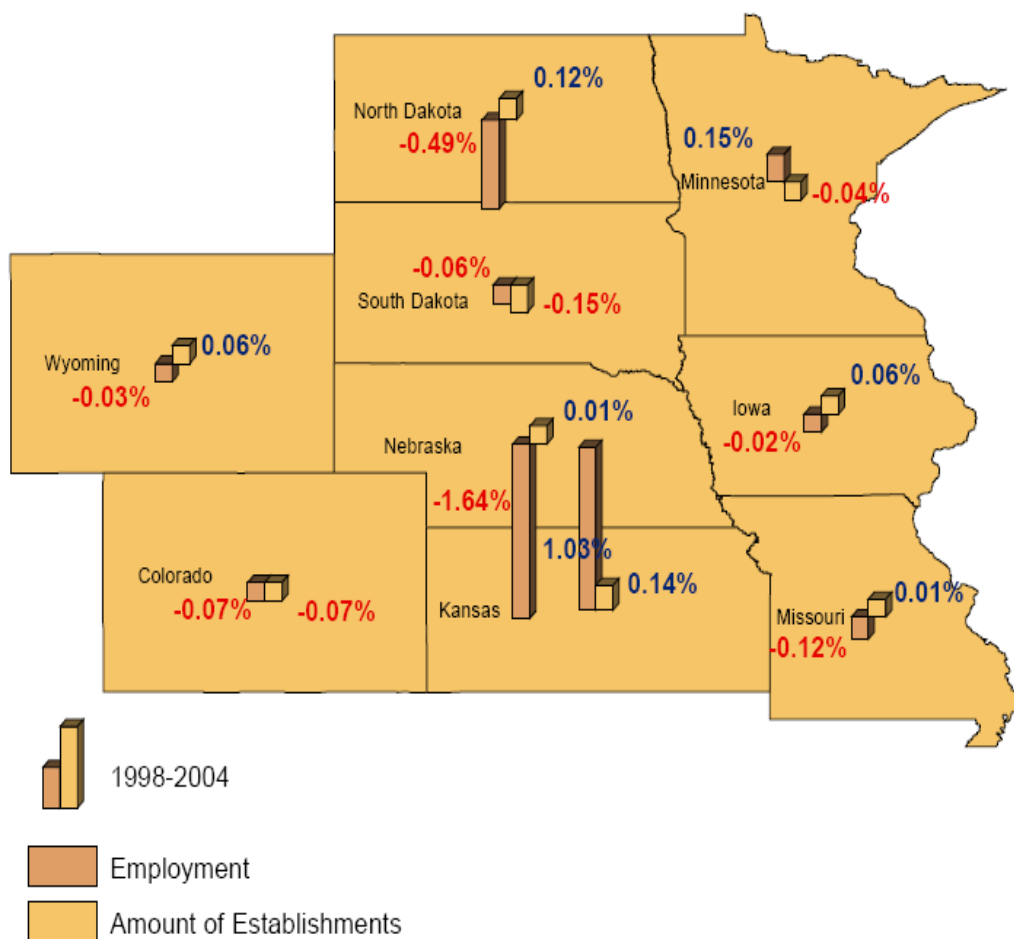 0.12%
North Dakota
-0.49%
0.15%
Minnesota
-0.04%
-0.06%
South Dakota
-0.15%
Wyoming
0.06%
-0.03%
0.06%
Iowa
-0.02%
0.01%
Nebraska
-1.64%
1.03%
Kansas
0.14%
Colorado
-0.07%
-0.07%
0.01%
Missouri
-0.12%
1998-2004
Employment
Amount of Establishments